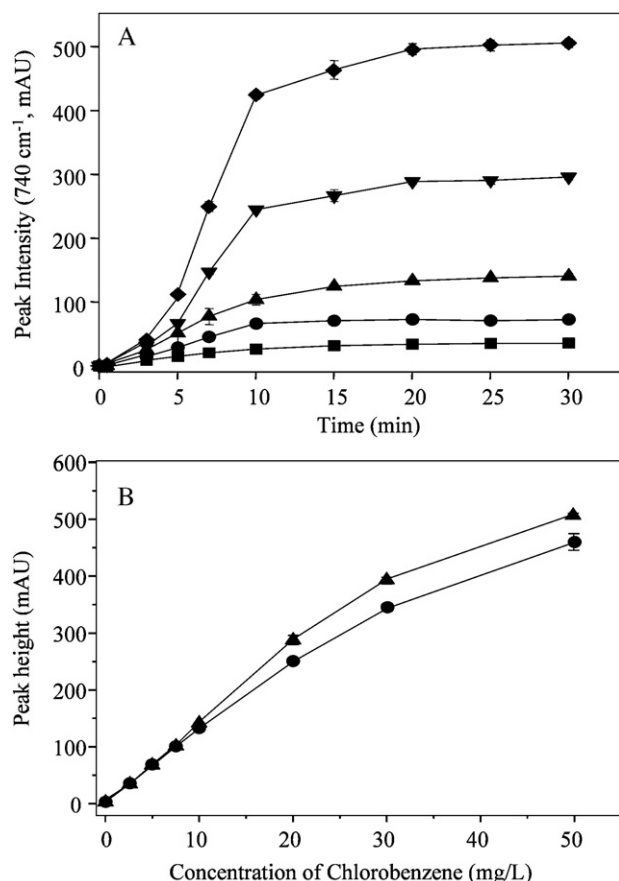 A
Peak Intensity (740 cm⁻¹, mAU)
500
400
300
200
100
0
0 5 10 15 20 25 30
Time (min)
B
Peak height (mAU)
600
500
400
300
200
100
0
0 10 20 30 40 50
Concentration of Chlorobenzene (mg/L)